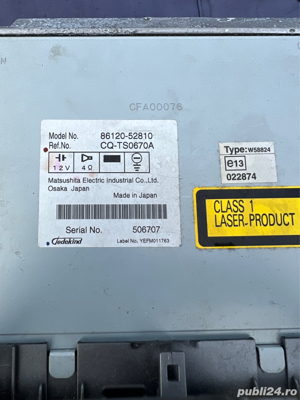 CFA00076
Model No. 86120-52810
Ref.No. CQ-TS0670A
12V 4Ω
Matsushita Electric Industrial Co.,Ltd.
Osaka Japan
Made in Japan
Serial No. 506707
Label No. YEFM011763
Type: W58824
e13
022874
CLASS 1
LASER-PRODUCT
© publi24.ro